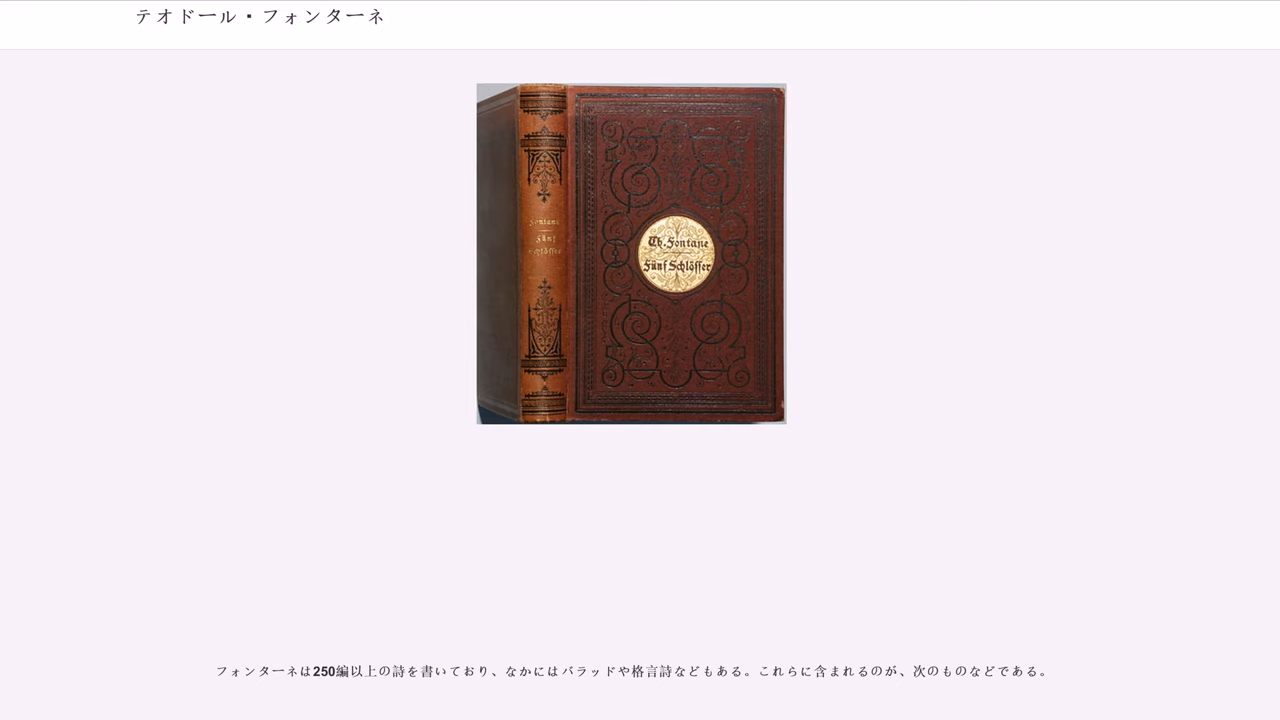 テオドール・フォンターネ
Fontane
Fünf
Schlösser
Th. Fontane
Fünf Schlösser
フォンターネは250編以上の詩を書いており、なかにはバラッドや格言詩などもある。これらに含まれるのが、次のものなどである。